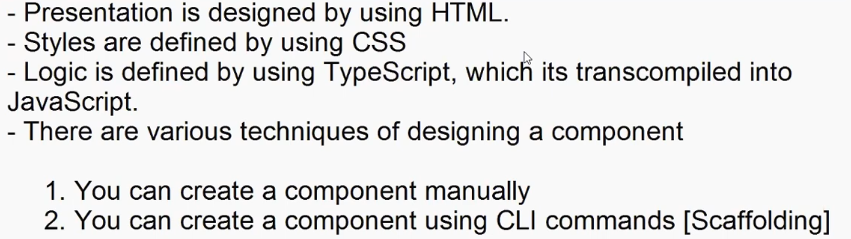 - Presentation is designed by using HTML.
- Styles are defined by using CSS
- Logic is defined by using TypeScript, which its transcompiled into
JavaScript.
- There are various techniques of designing a component
1. You can create a component manually
2. You can create a component using CLI commands [Scaffolding]